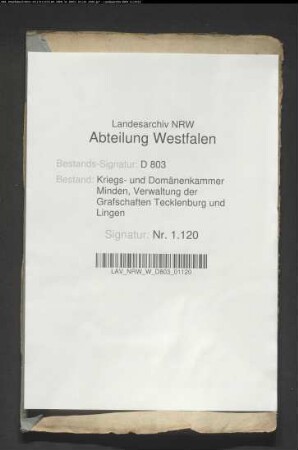 Landesarchiv NRW
Abteilung Westfalen
Bestands-Signatur: D 803
Bestand: Kriegs- und Domänenkammer
Minden, Verwaltung der
Grafschaften Tecklenburg und
Lingen
Signatur: Nr. 1.120
LAV_NRW_W_D803_01120